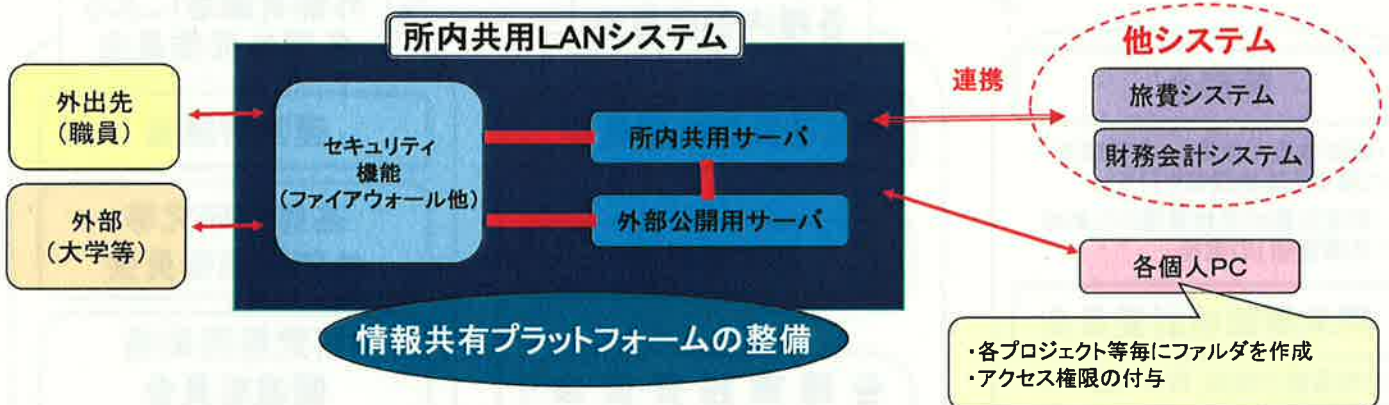 所内共用LANシステム
外出先
(職員)
外部
(大学等)
セキュリティ
機能
(ファイアウォール他)
所内共用サーバ
外部公開用サーバ
情報共有プラットフォームの整備
連携
他システム
旅費システム
財務会計システム
各個人PC
・各プロジェクト等毎にファルダを作成
・アクセス権限の付与